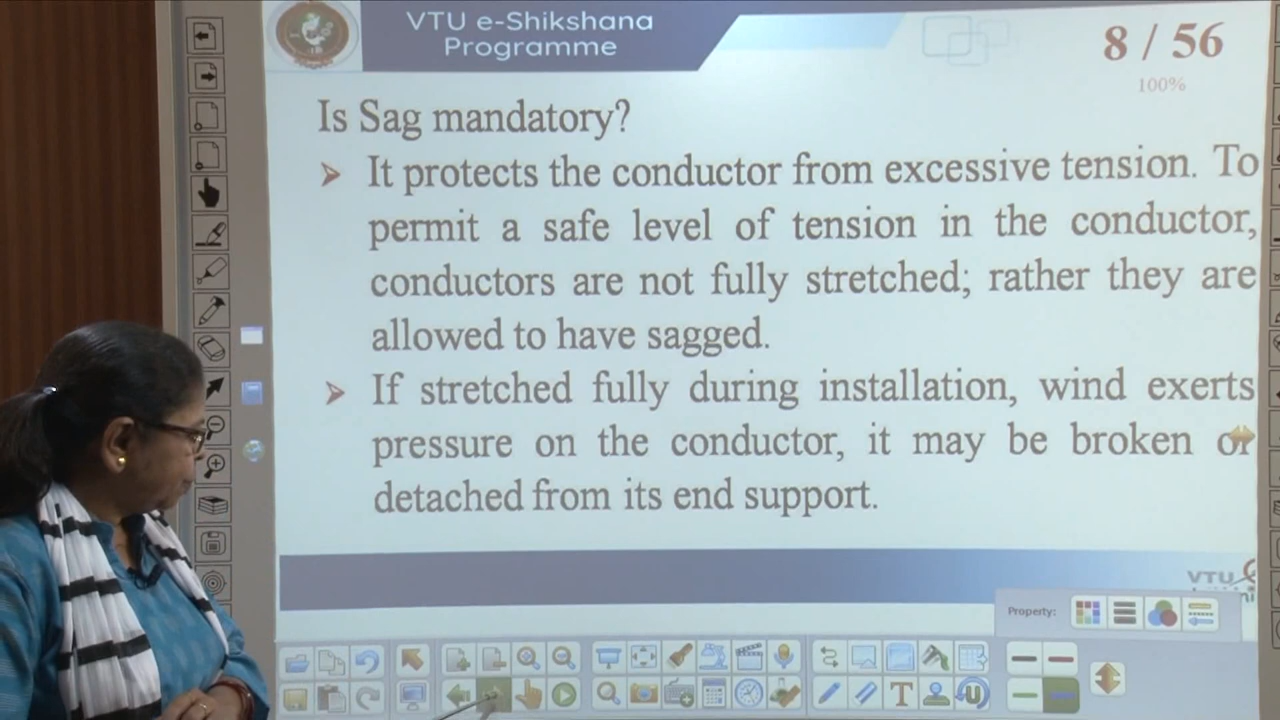 VTU e-Shikshana
Programme
8 / 56
100%
Is Sag mandatory?
It protects the conductor from excessive tension. To
permit a safe level of tension in the conductor,
conductors are not fully stretched; rather they are
allowed to have sagged.
If stretched fully during installation, wind exerts
pressure on the conductor, it may be broken or
detached from its end support.
VTU
Property: